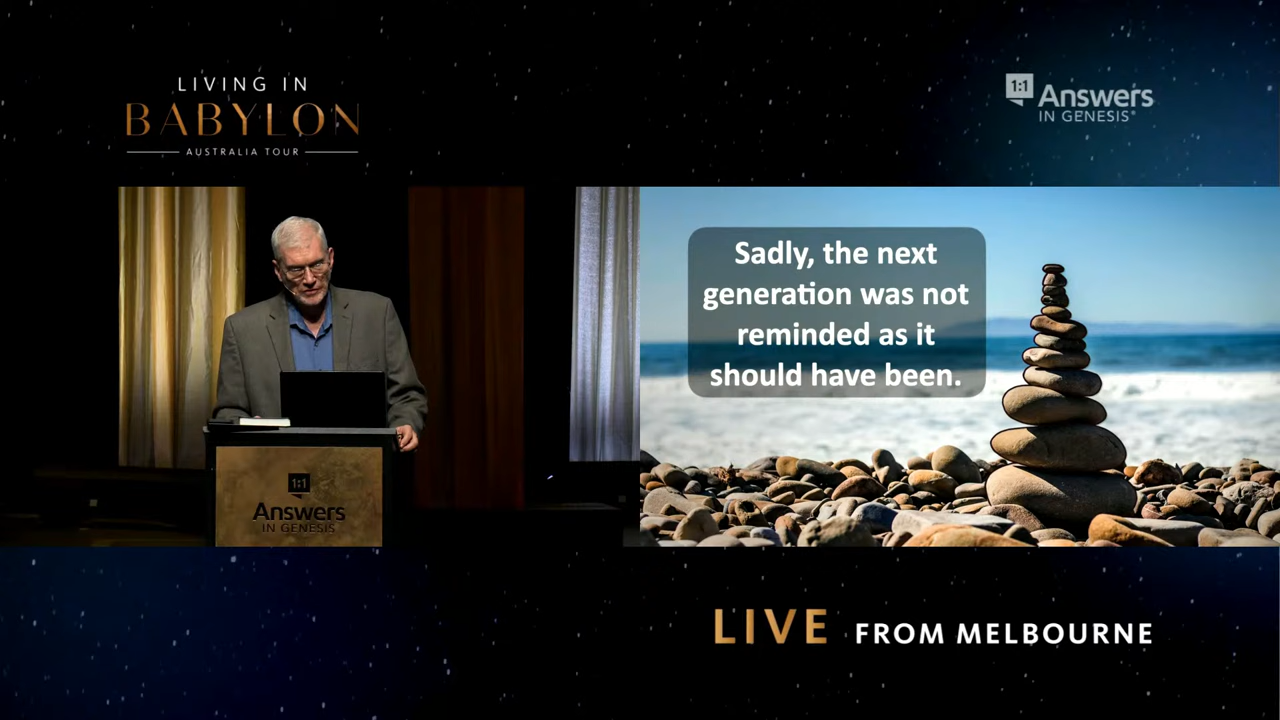 LIVING IN
BABYLON
AUSTRALIA TOUR
1:1
Answers
IN GENESIS®
Sadly, the next
generation was not
reminded as it
should have been.
1:1
Answers
IN GENESIS
LIVE FROM MELBOURNE